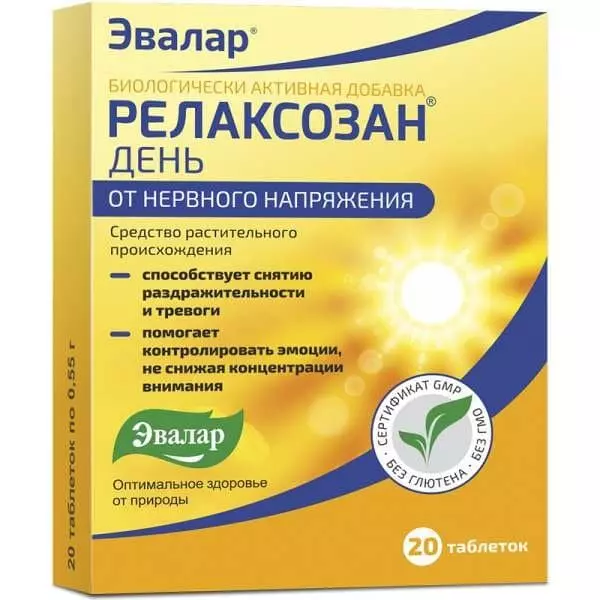 Эвалар®
БИОЛОГИЧЕСКИ АКТИВНАЯ ДОБАВКА
РЕЛАКСОЗАН®
ДЕНЬ
ОТ НЕРВНОГО НАПРЯЖЕНИЯ
Средство растительного
происхождения
– способствует снятию
раздражительности
и тревоги
– помогает
контролировать эмоции,
не снижая концентрации
внимания
СЕРТИФИКАТ GMP
БЕЗ ГЛЮТЕНА • БЕЗ ГМО
Эвалар
Оптимальное здоровье
от природы
20 таблеток
20 таблеток по 0,55 г